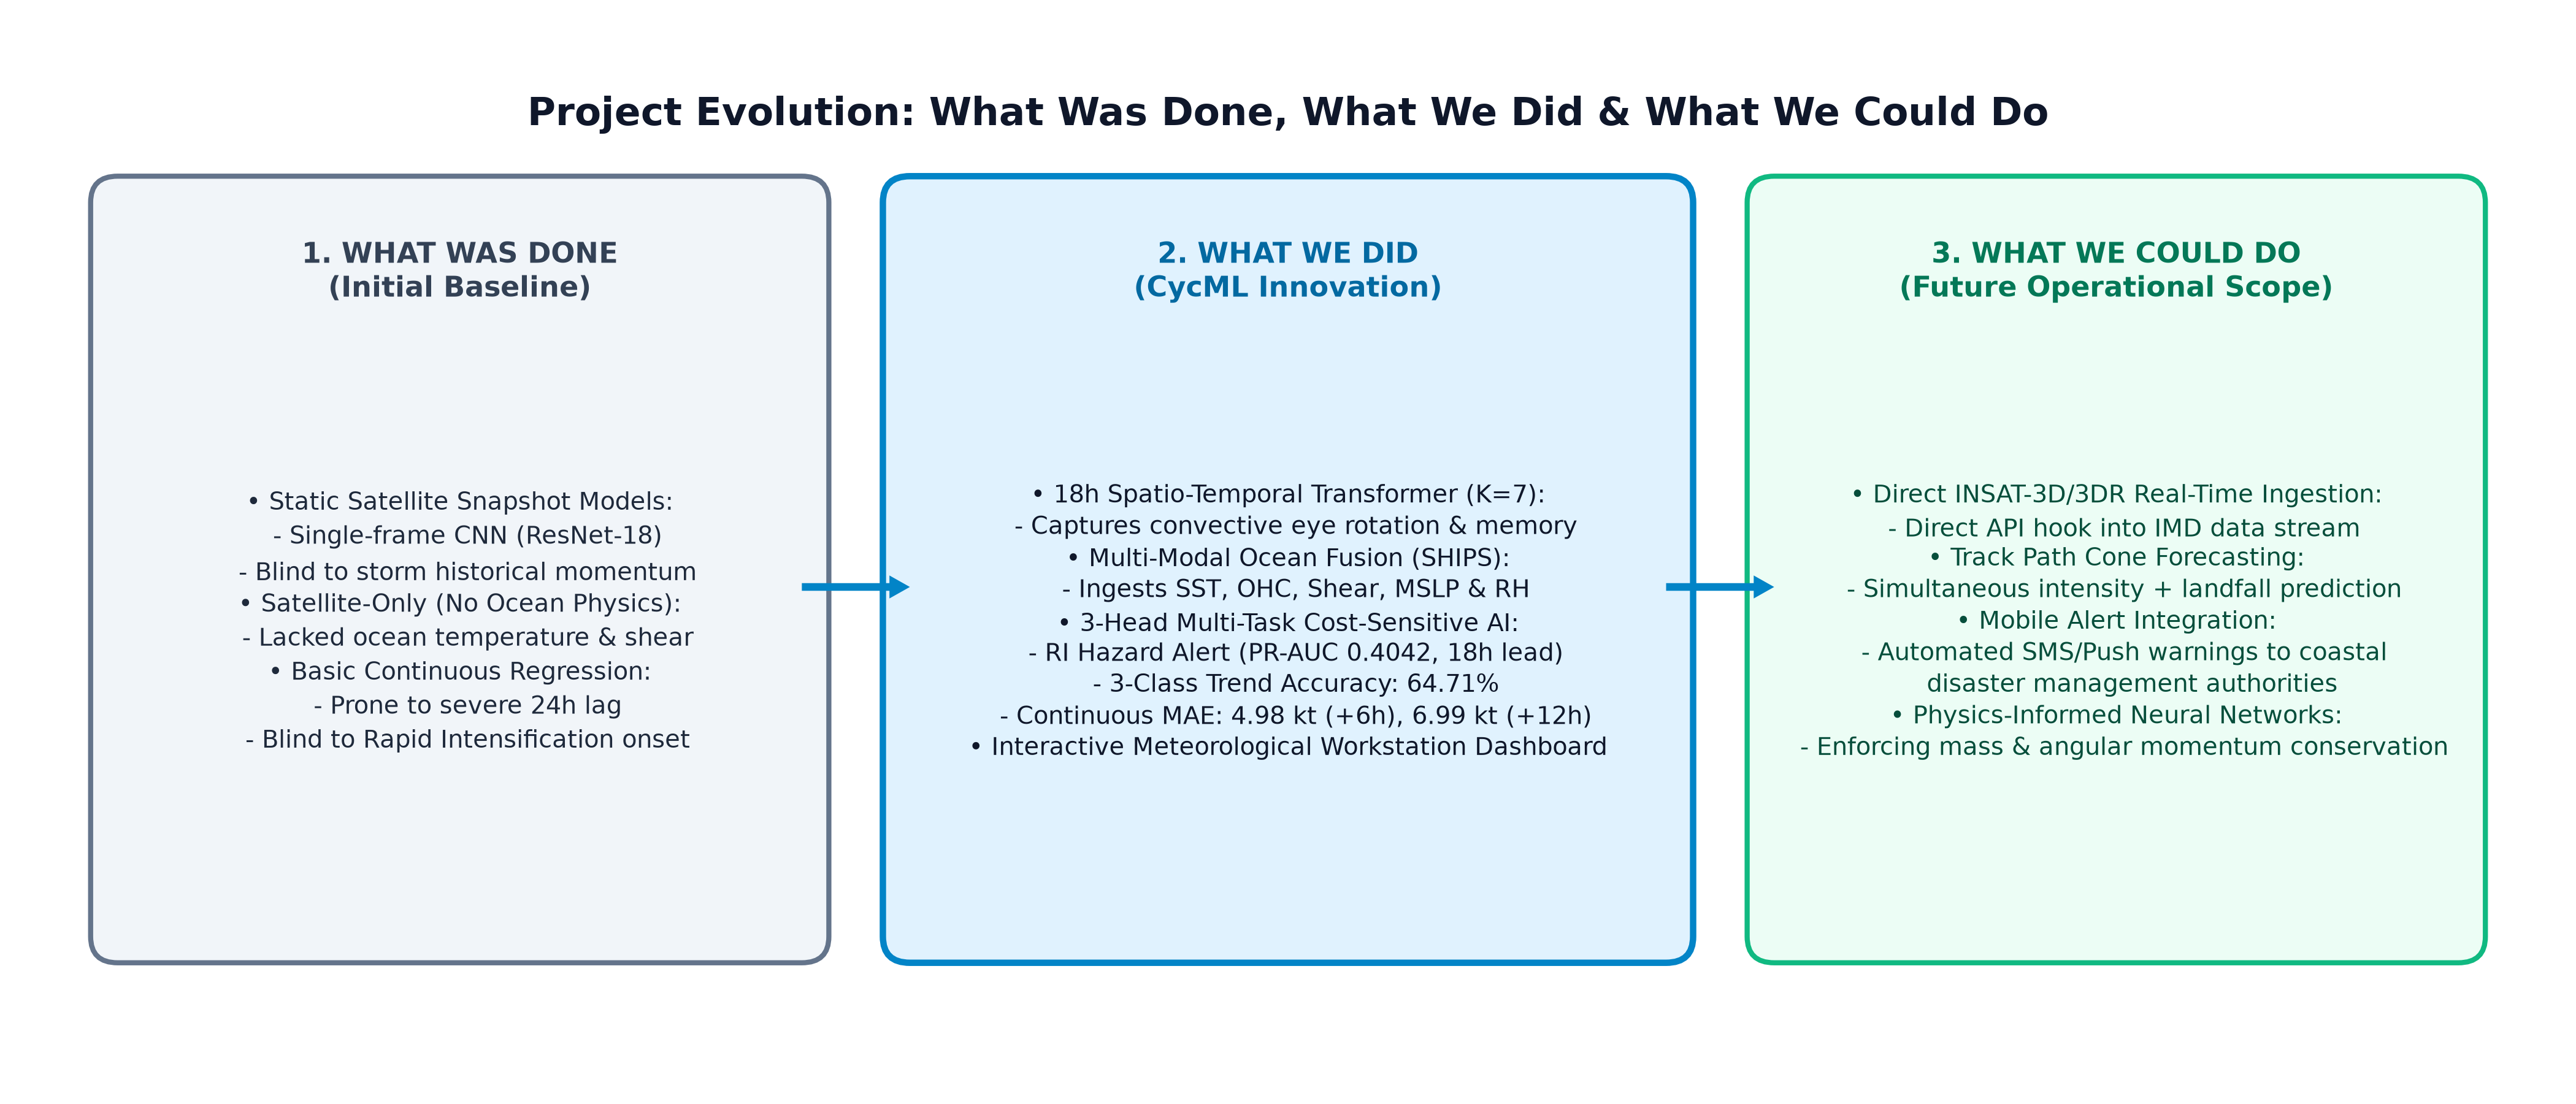 Project Evolution: What Was Done, What We Did & What We Could Do
1. WHAT WAS DONE
(Initial Baseline)
• Static Satellite Snapshot Models:
- Single-frame CNN (ResNet-18)
- Blind to storm historical momentum
• Satellite-Only (No Ocean Physics):
- Lacked ocean temperature & shear
• Basic Continuous Regression:
- Prone to severe 24h lag
- Blind to Rapid Intensification onset
2. WHAT WE DID
(CycML Innovation)
• 18h Spatio-Temporal Transformer (K=7):
- Captures convective eye rotation & memory
• Multi-Modal Ocean Fusion (SHIPS):
- Ingests SST, OHC, Shear, MSLP & RH
• 3-Head Multi-Task Cost-Sensitive AI:
- RI Hazard Alert (PR-AUC 0.4042, 18h lead)
- 3-Class Trend Accuracy: 64.71%
- Continuous MAE: 4.98 kt (+6h), 6.99 kt (+12h)
• Interactive Meteorological Workstation Dashboard
3. WHAT WE COULD DO
(Future Operational Scope)
• Direct INSAT-3D/3DR Real-Time Ingestion:
- Direct API hook into IMD data stream
• Track Path Cone Forecasting:
- Simultaneous intensity + landfall prediction
• Mobile Alert Integration:
- Automated SMS/Push warnings to coastal
disaster management authorities
• Physics-Informed Neural Networks:
- Enforcing mass & angular momentum conservation